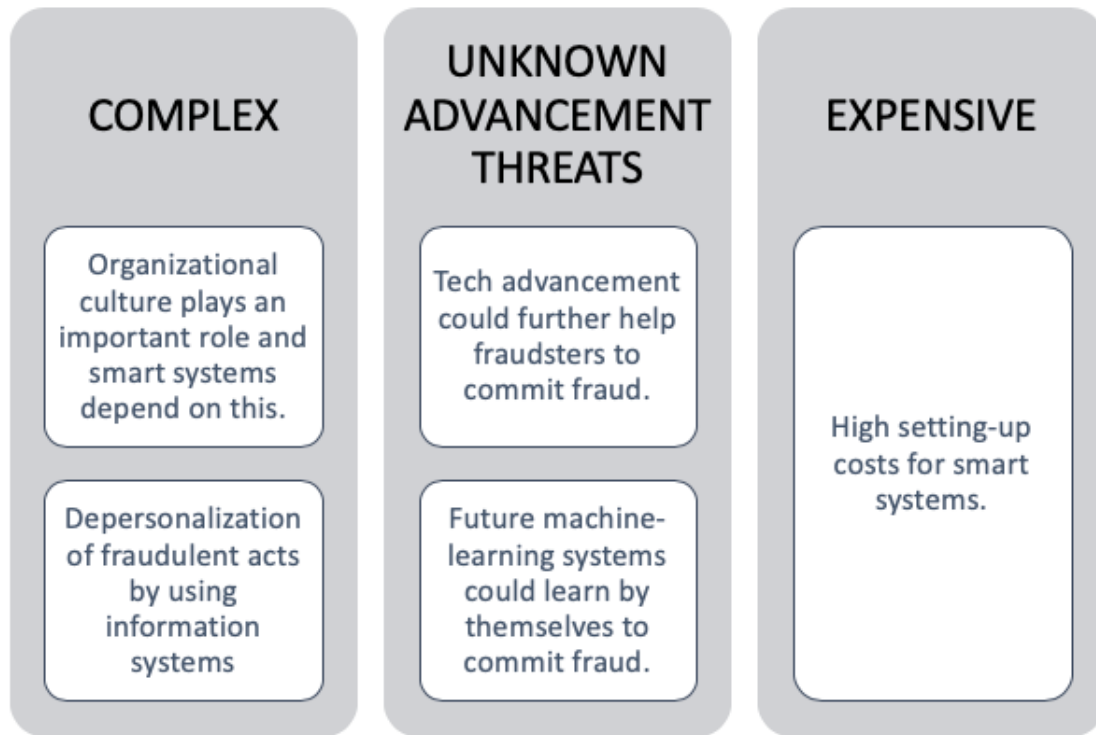 COMPLEX
Organizational
culture plays an
important role and
smart systems
depend on this.
Depersonalization
of fraudulent acts
by using
information
systems
UNKNOWN
ADVANCEMENT
THREATS
Tech advancement
could further help
fraudsters to
commit fraud.
Future machine-
learning systems
could learn by
themselves to
commit fraud.
EXPENSIVE
High setting-up
costs for smart
systems.